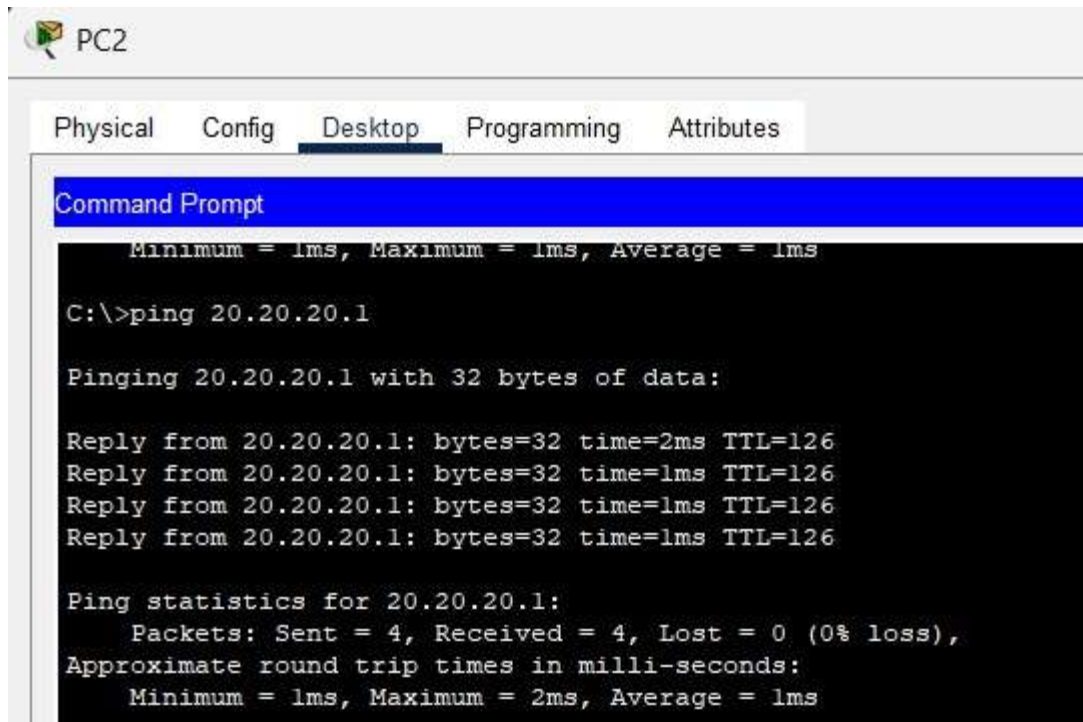 PC2
Physical Config Desktop Programming Attributes
Command Prompt
Minimum = 1ms, Maximum = 1ms, Average = 1ms
C:\>ping 20.20.20.1
Pinging 20.20.20.1 with 32 bytes of data:
Reply from 20.20.20.1: bytes=32 time=2ms TTL=126
Reply from 20.20.20.1: bytes=32 time=1ms TTL=126
Reply from 20.20.20.1: bytes=32 time=1ms TTL=126
Reply from 20.20.20.1: bytes=32 time=1ms TTL=126
Ping statistics for 20.20.20.1:
Packets: Sent = 4, Received = 4, Lost = 0 (0% loss),
Approximate round trip times in milli-seconds:
Minimum = 1ms, Maximum = 2ms, Average = 1ms